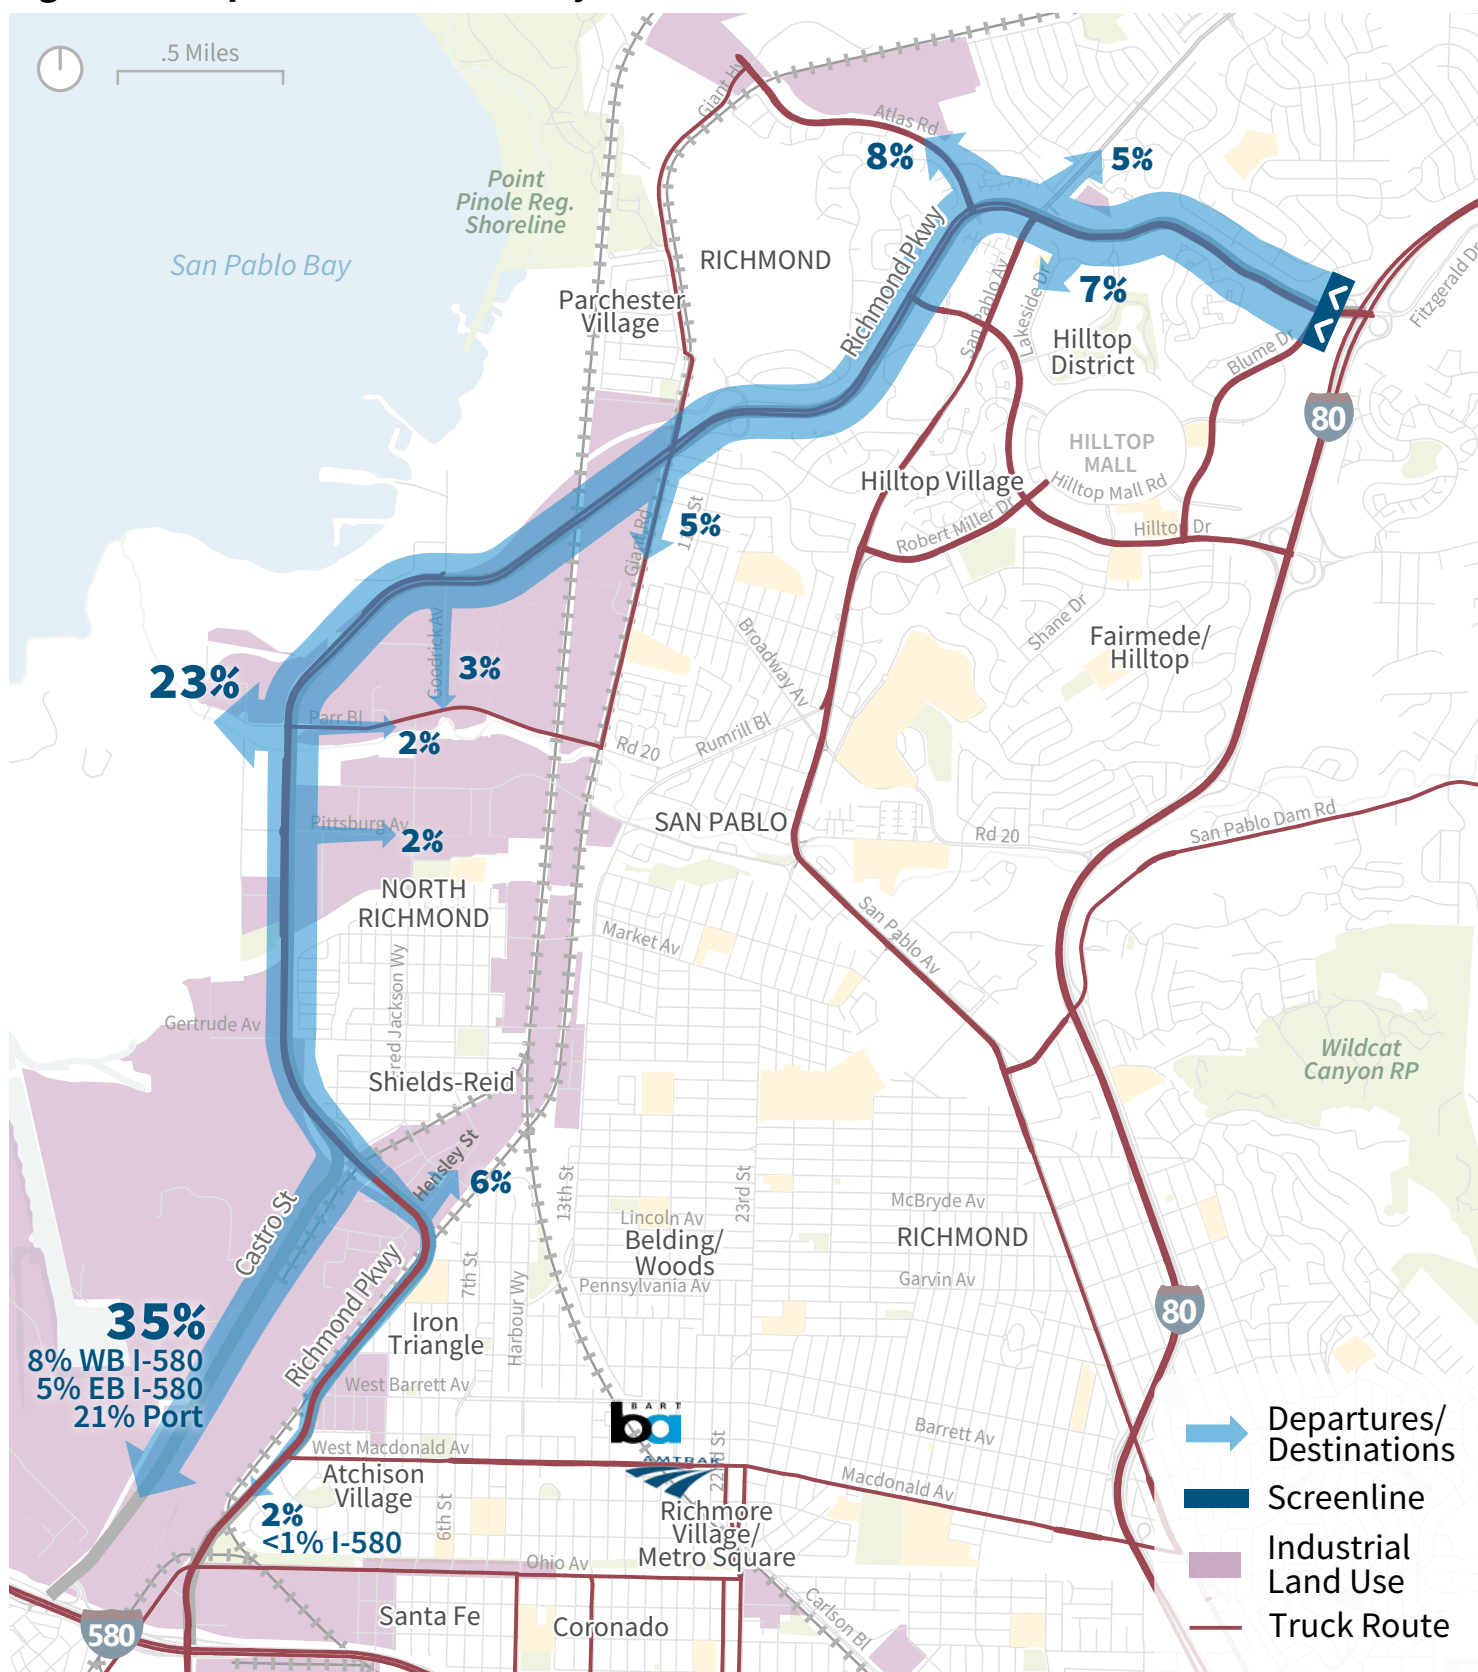 .5 Miles
Giant Hy
Atlas Rd
8%
5%
Point
Pinole Reg.
Shoreline
San Pablo Bay
RICHMOND
Richmond Pkwy
San Pablo Av
Lakeside Dr
7%
Fitzgerald Dr
Parchester
Village
Hilltop
District
Blume Dr
80
HILLTOP
MALL
Hilltop Mall Rd
Hilltop Village
Robert Miller Dr
Hilltop Dr
Giant Rd
5%
Shane Dr
Fairmede/
Hilltop
Broadway Av
Goodrick Av
3%
23%
Parr Bl
2%
Rd 20
Rumrill Bl
SAN PABLO
Rd 20
San Pablo Dam Rd
Pittsburg Av
2%
NORTH
RICHMOND
Market Av
San Pablo Av
Gertrude Av
Shields-Reid
Wildcat
Canyon RP
Hensley St
6%
13th St
23rd St
McBryde Av
Castro St
Lincoln Av
Belding/
Woods
RICHMOND
Richmond Pkwy
7th St
Harbour Wy
Pennsylvania Av
Garvin Av
80
35%
8% WB I-580
5% EB I-580
21% Port
Iron
Triangle
West Barrett Av
BART
ba
Barrett Av
West Macdonald Av
AMTRAK
22nd St
Macdonald Av
Atchison
Village
6th St
2%
<1% I-580
Richmore
Village/
Metro Square
Ohio Av
Santa Fe
Coronado
Carlson Bl
580
Departures/
Destinations
Screenline
Industrial
Land Use
Truck Route